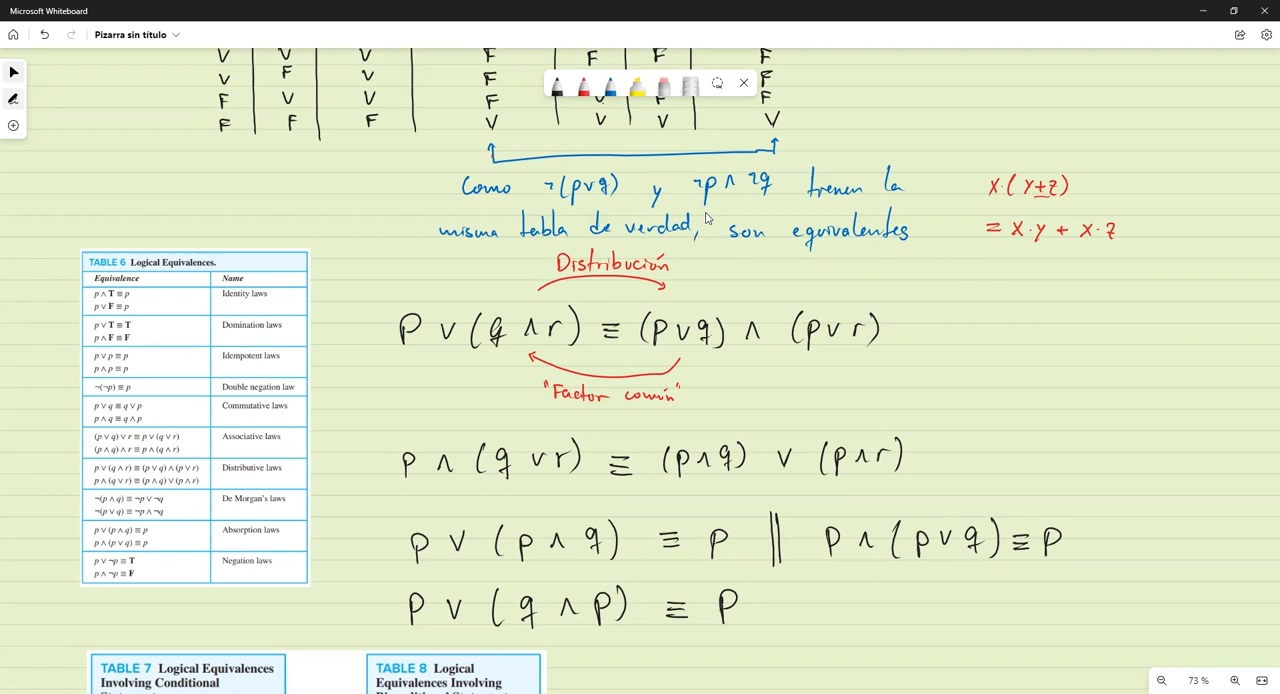 Microsoft Whiteboard
Pizarra sin título
V V V F F F F
V F V F F
F V V F V F F
F F F V V V V
Como ¬(p∨q) y ¬p∧¬q tienen la
misma tabla de verdad, son equivalentes
x·(y+z)
= x·y + x·z
Distribución
p ∨ (q ∧ r) ≡ (p ∨ q) ∧ (p ∨ r)
"Factor común"
p ∧ (q ∨ r) ≡ (p ∧ q) ∨ (p ∧ r)
p ∨ (p ∧ q) ≡ p || p ∧ (p ∨ q) ≡ p
p ∨ (q ∧ p) ≡ p
TABLE 6 Logical Equivalences.
Equivalence Name
p ∧ T ≡ p Identity laws
p ∨ F ≡ p
p ∨ T ≡ T Domination laws
p ∧ F ≡ F
p ∨ p ≡ p Idempotent laws
p ∧ p ≡ p
¬(¬p) ≡ p Double negation law
p ∨ q ≡ q ∨ p Commutative laws
p ∧ q ≡ q ∧ p
(p ∨ q) ∨ r ≡ p ∨ (q ∨ r) Associative laws
(p ∧ q) ∧ r ≡ p ∧ (q ∧ r)
p ∨ (q ∧ r) ≡ (p ∨ q) ∧ (p ∨ r) Distributive laws
p ∧ (q ∨ r) ≡ (p ∧ q) ∨ (p ∧ r)
¬(p ∧ q) ≡ ¬p ∨ ¬q De Morgan's laws
¬(p ∨ q) ≡ ¬p ∧ ¬q
p ∨ (p ∧ q) ≡ p Absorption laws
p ∧ (p ∨ q) ≡ p
p ∨ ¬p ≡ T Negation laws
p ∧ ¬p ≡ F
TABLE 7 Logical Equivalences
Involving Conditional
TABLE 8 Logical
Equivalences Involving
73 %